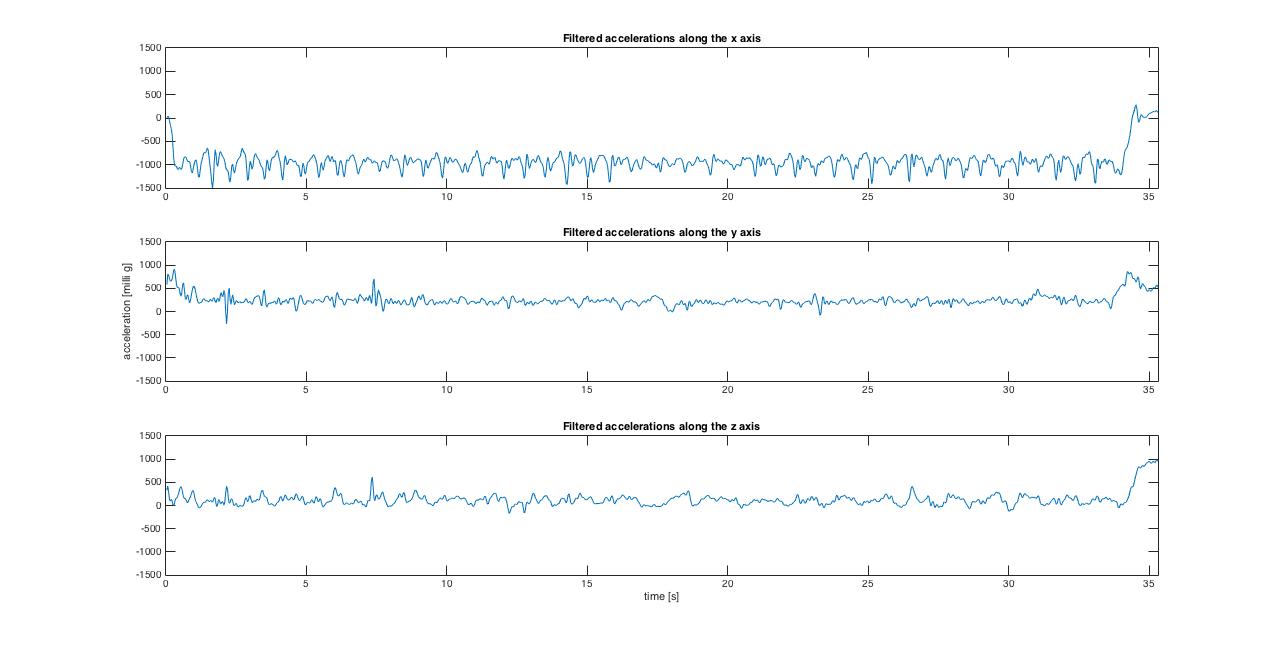 Filtered accelerations along the x axis
1500
1000
500
0
-500
-1000
-1500
0 5 10 15 20 25 30 35
Filtered accelerations along the y axis
1500
1000
500
0
-500
-1000
-1500
acceleration [milli g]
0 5 10 15 20 25 30 35
Filtered accelerations along the z axis
1500
1000
500
0
-500
-1000
-1500
0 5 10 15 20 25 30 35
time [s]